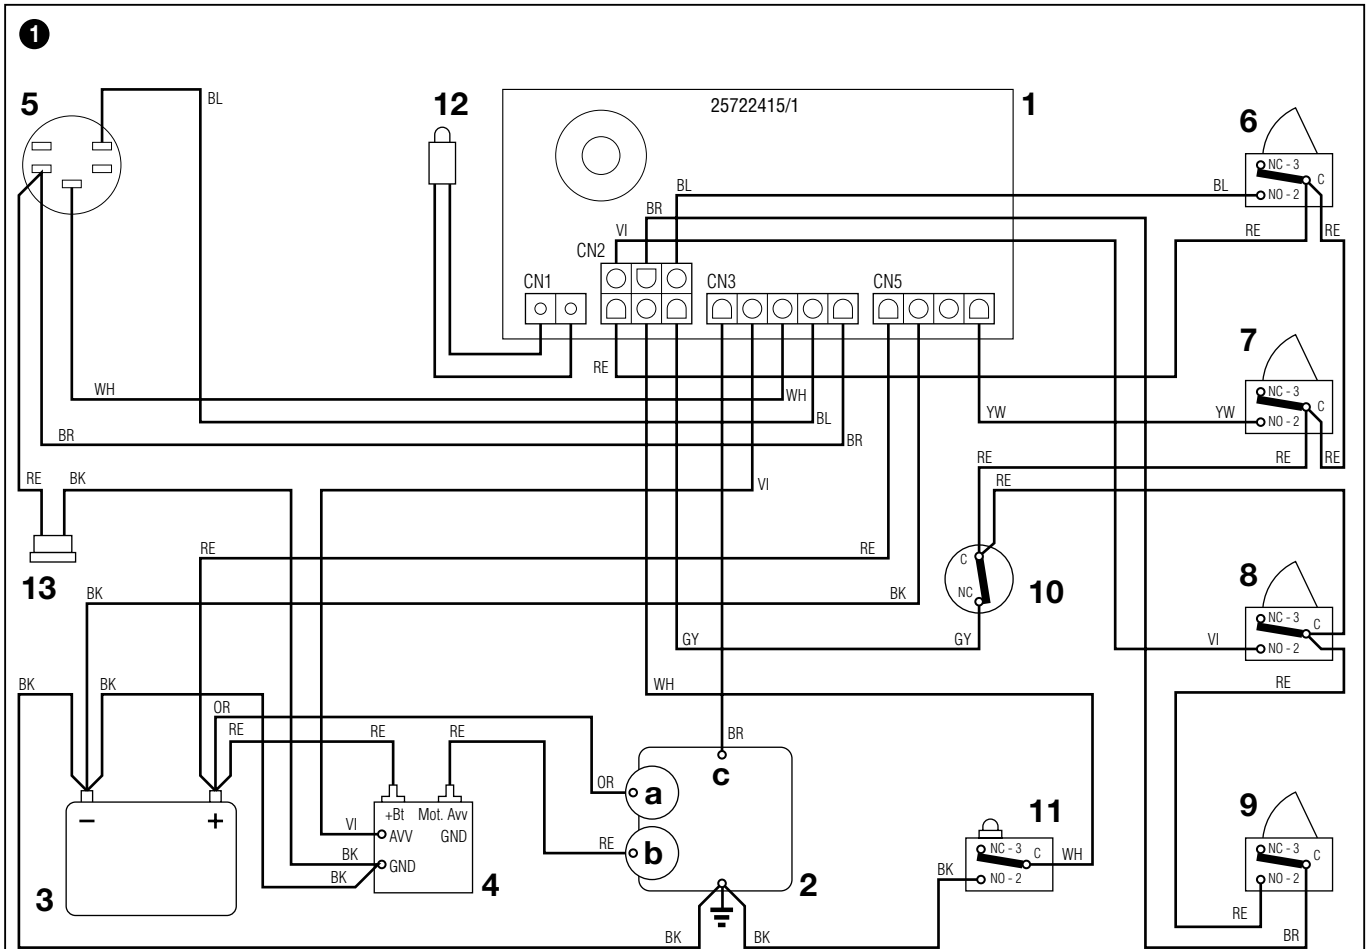 1
5
BL
12
25722415/1
1
6
NC - 3
C
NO - 2
BL
BL
BR
VI
RE
RE
CN2
CN1
CN3
CN5
7
NC - 3
C
NO - 2
RE
WH
WH
YW
YW
BL
BR
BR
RE
RE
RE
RE
BK
VI
RE
RE
RE
C
NC
10
13
8
NC - 3
C
NO - 2
BK
BK
GY
GY
VI
BK
BK
WH
RE
OR
RE
RE
RE
BR
c
OR
a
+Bt
Mot. Avv
9
11
VI
AVV
GND
NC - 3
C
WH
NC - 3
C
RE
b
BK
GND
BK
NO - 2
NO - 2
BK
4
2
3
RE
BK
BK
BR
−
+